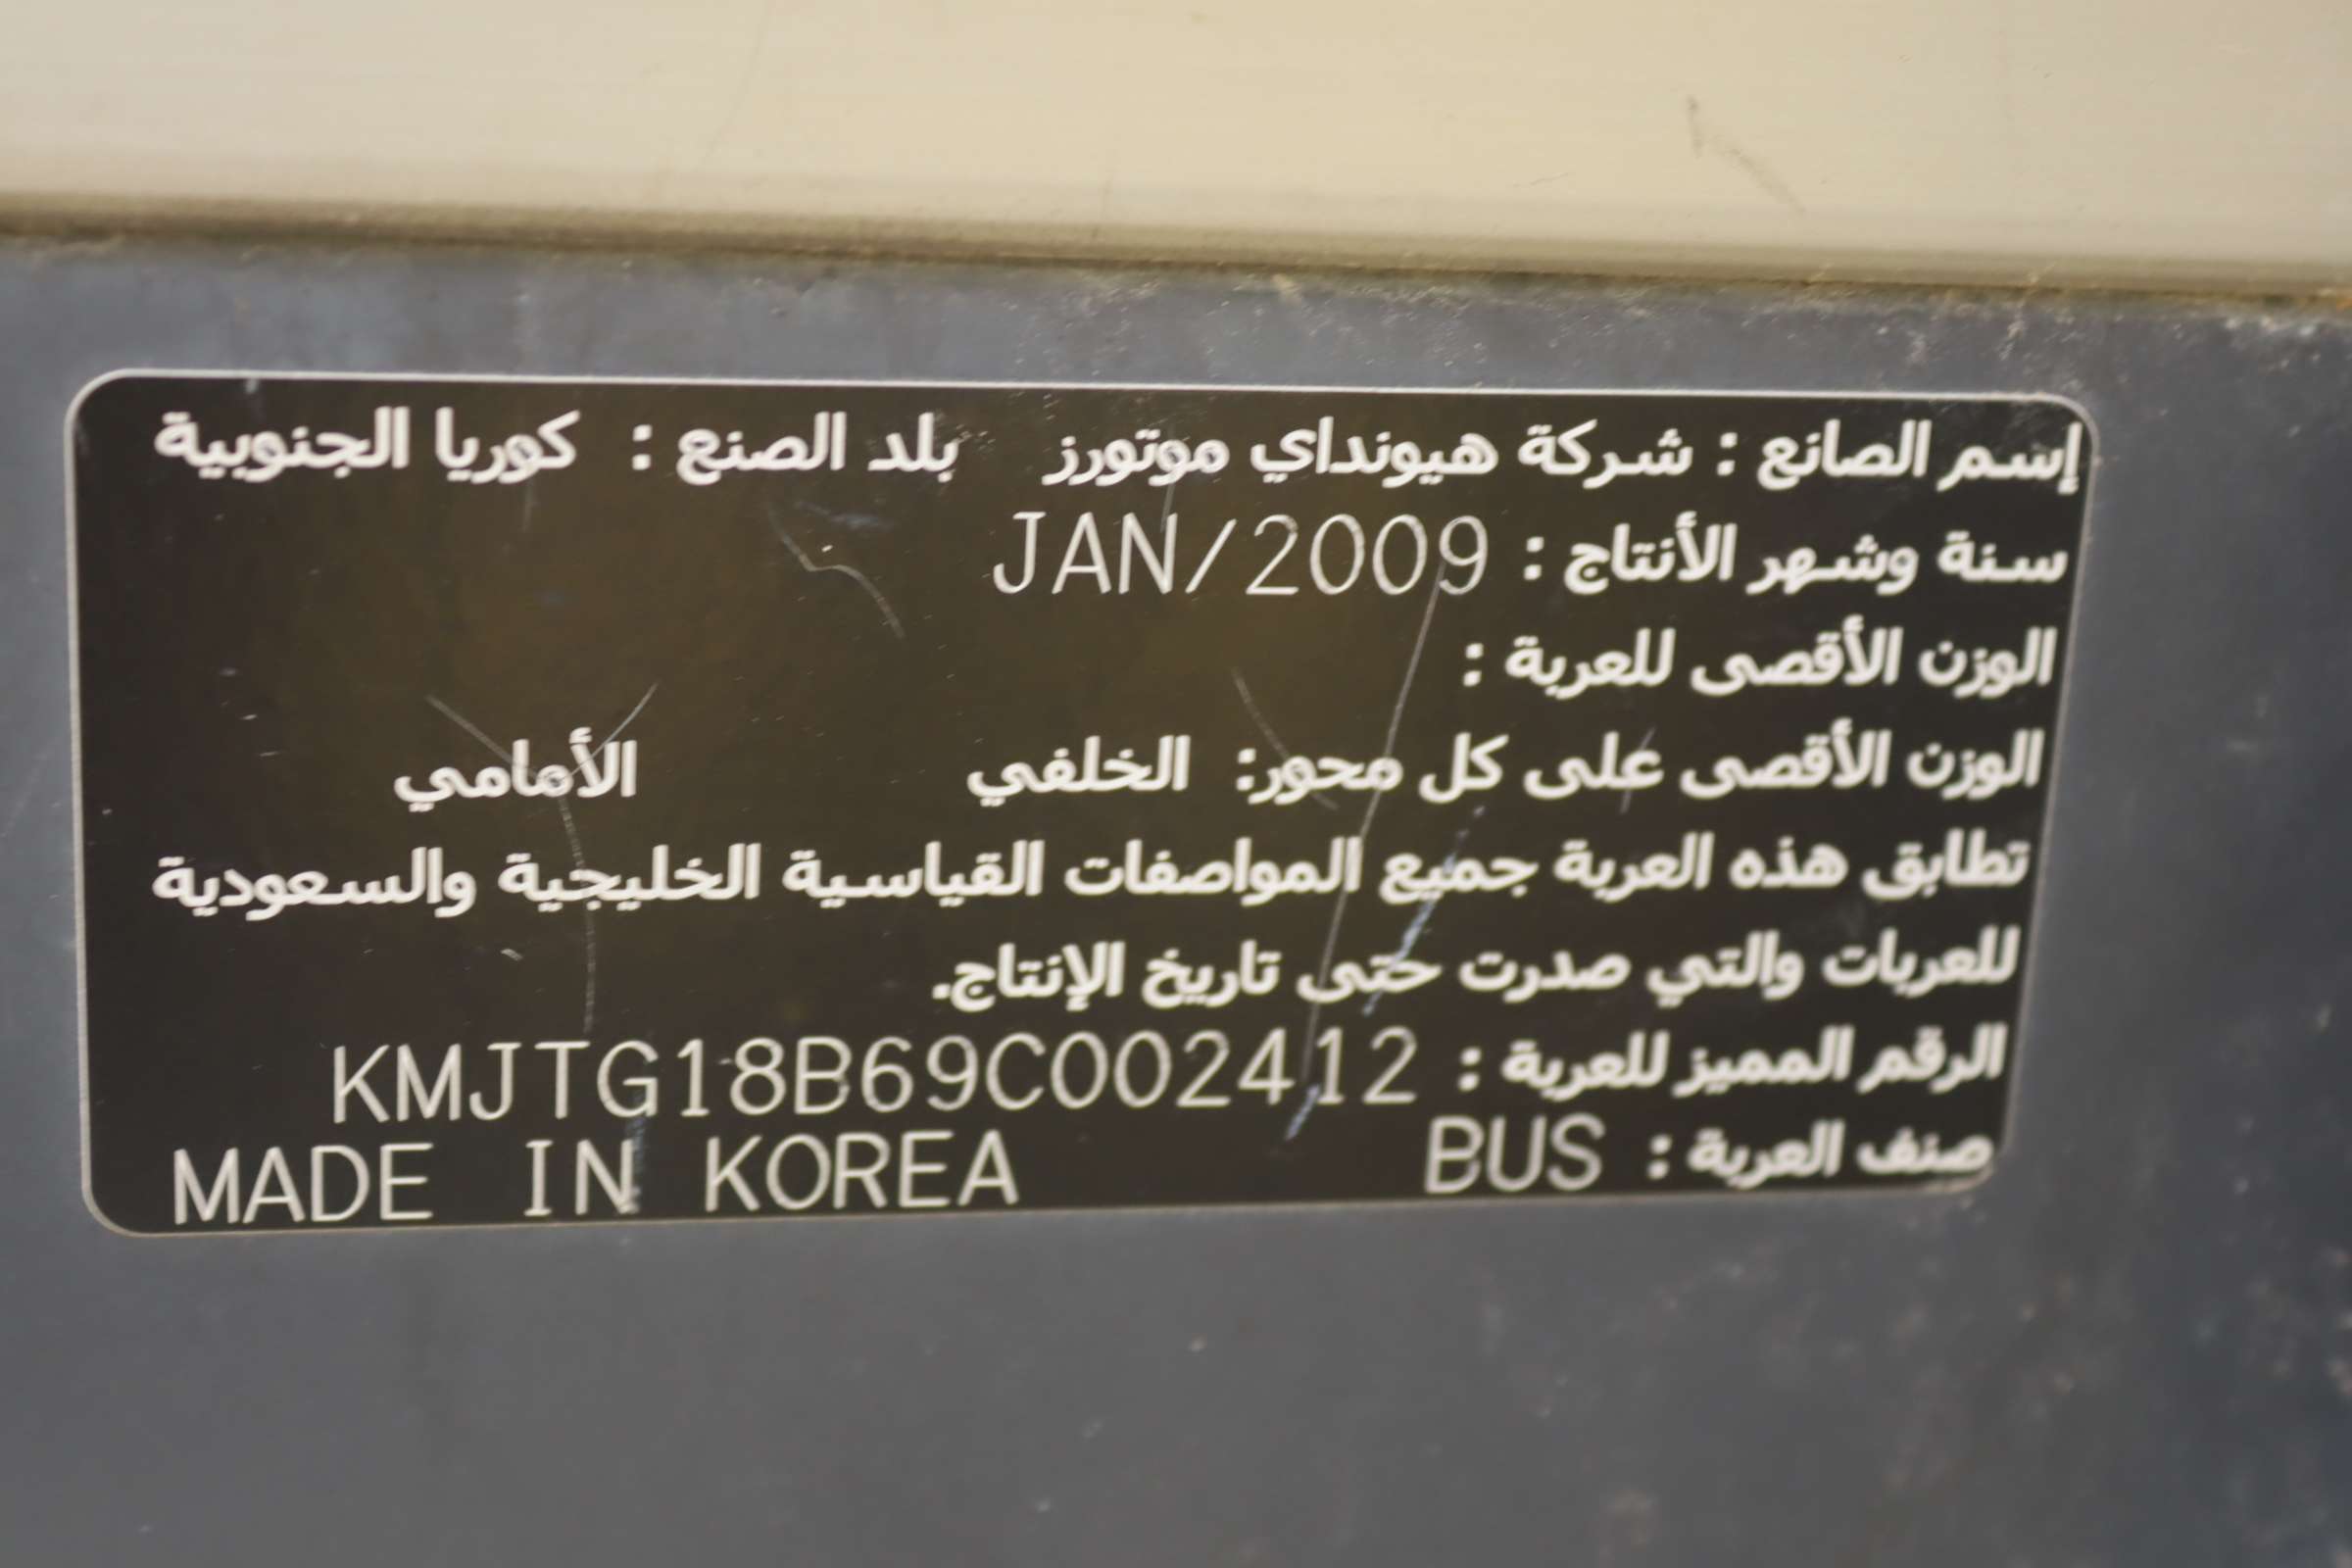 إسم الصانع : شركة هيونداي موتورز بلد الصنع : كوريا الجنوبية
سنة وشهر الأنتاج : JAN/2009
الوزن الأقصى للعربة :
الوزن الأقصى على كل محور: الخلفي الأمامي
تطابق هذه العربة جميع المواصفات القياسية الخليجية والسعودية
للعربات والتي صدرت حتى تاريخ الإنتاج.
الرقم المميز للعربة : KMJTG18B69C002412
صنف العربة : BUS MADE IN KOREA